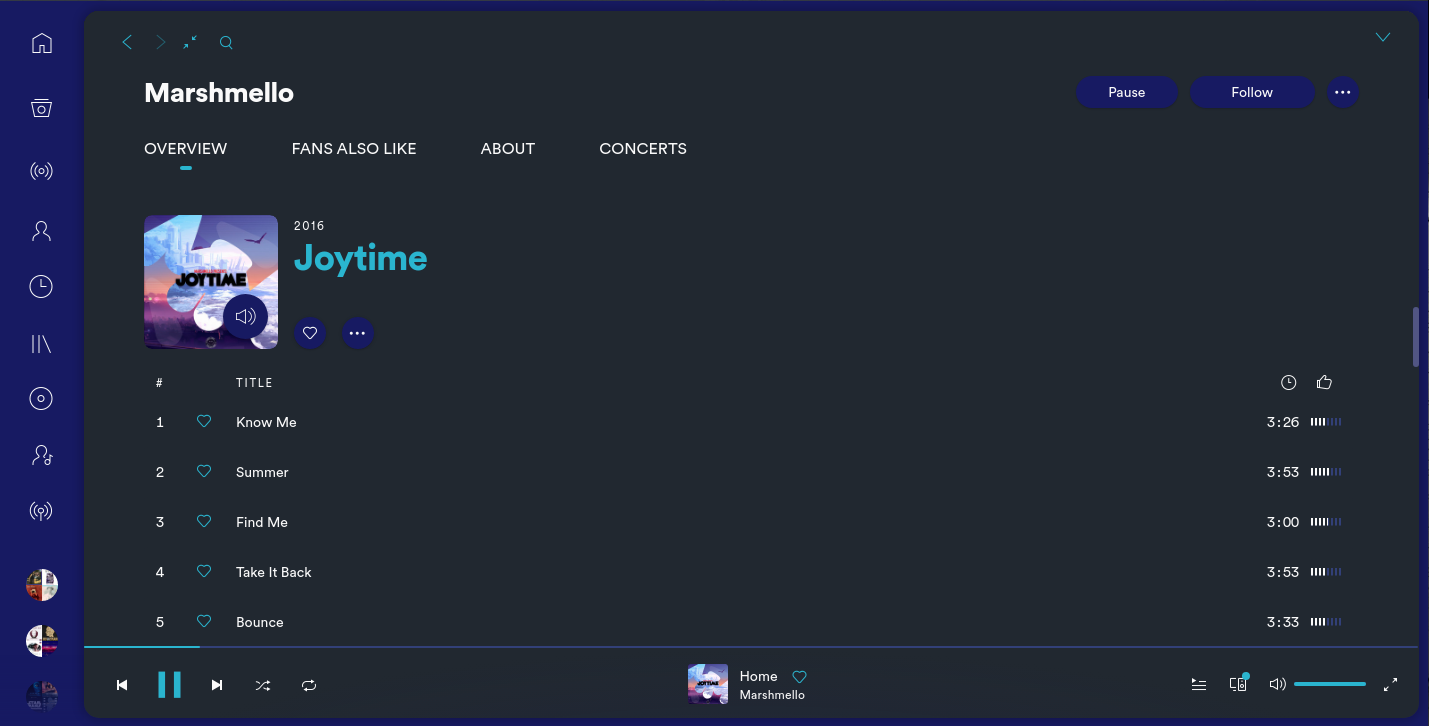 Marshmello
Pause
Follow
OVERVIEW
FANS ALSO LIKE
ABOUT
CONCERTS
JOYTIME
2016
Joytime
# TITLE
1 Know Me 3:26
2 Summer 3:53
3 Find Me 3:00
4 Take It Back 3:53
5 Bounce 3:33
Home
Marshmello